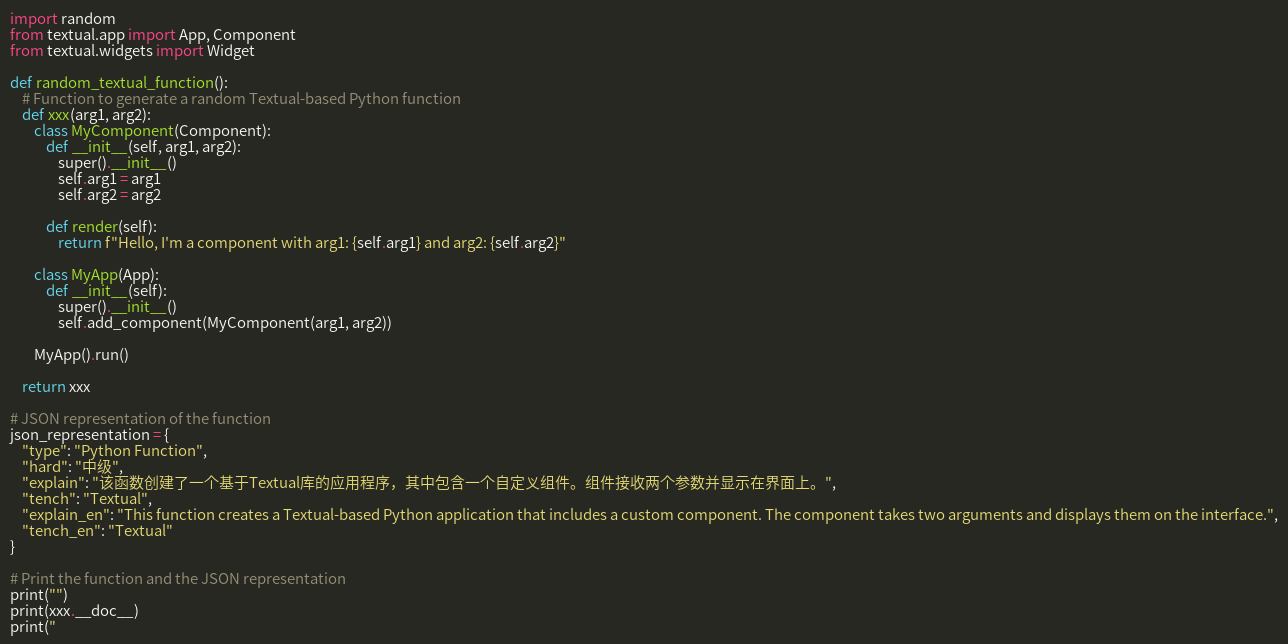 import random
from textual.app import App, Component
from textual.widgets import Widget

def random_textual_function():
    # Function to generate a random Textual-based Python function
    def xxx(arg1, arg2):
        class MyComponent(Component):
            def __init__(self, arg1, arg2):
                super().__init__()
                self.arg1 = arg1
                self.arg2 = arg2

            def render(self):
                return f"Hello, I'm a component with arg1: {self.arg1} and arg2: {self.arg2}"

        class MyApp(App):
            def __init__(self):
                super().__init__()
                self.add_component(MyComponent(arg1, arg2))

        MyApp().run()

    return xxx

# JSON representation of the function
json_representation = {
    "type": "Python Function",
    "hard": "中级",
    "explain": "该函数创建了一个基于Textual库的应用程序，其中包含一个自定义组件。组件接收两个参数并显示在界面上。",
    "tench": "Textual",
    "explain_en": "This function creates a Textual-based Python application that includes a custom component. The component takes two arguments and displays them on the interface.",
    "tench_en": "Textual"
}

# Print the function and the JSON representation
print("")
print(xxx.__doc__)
print("